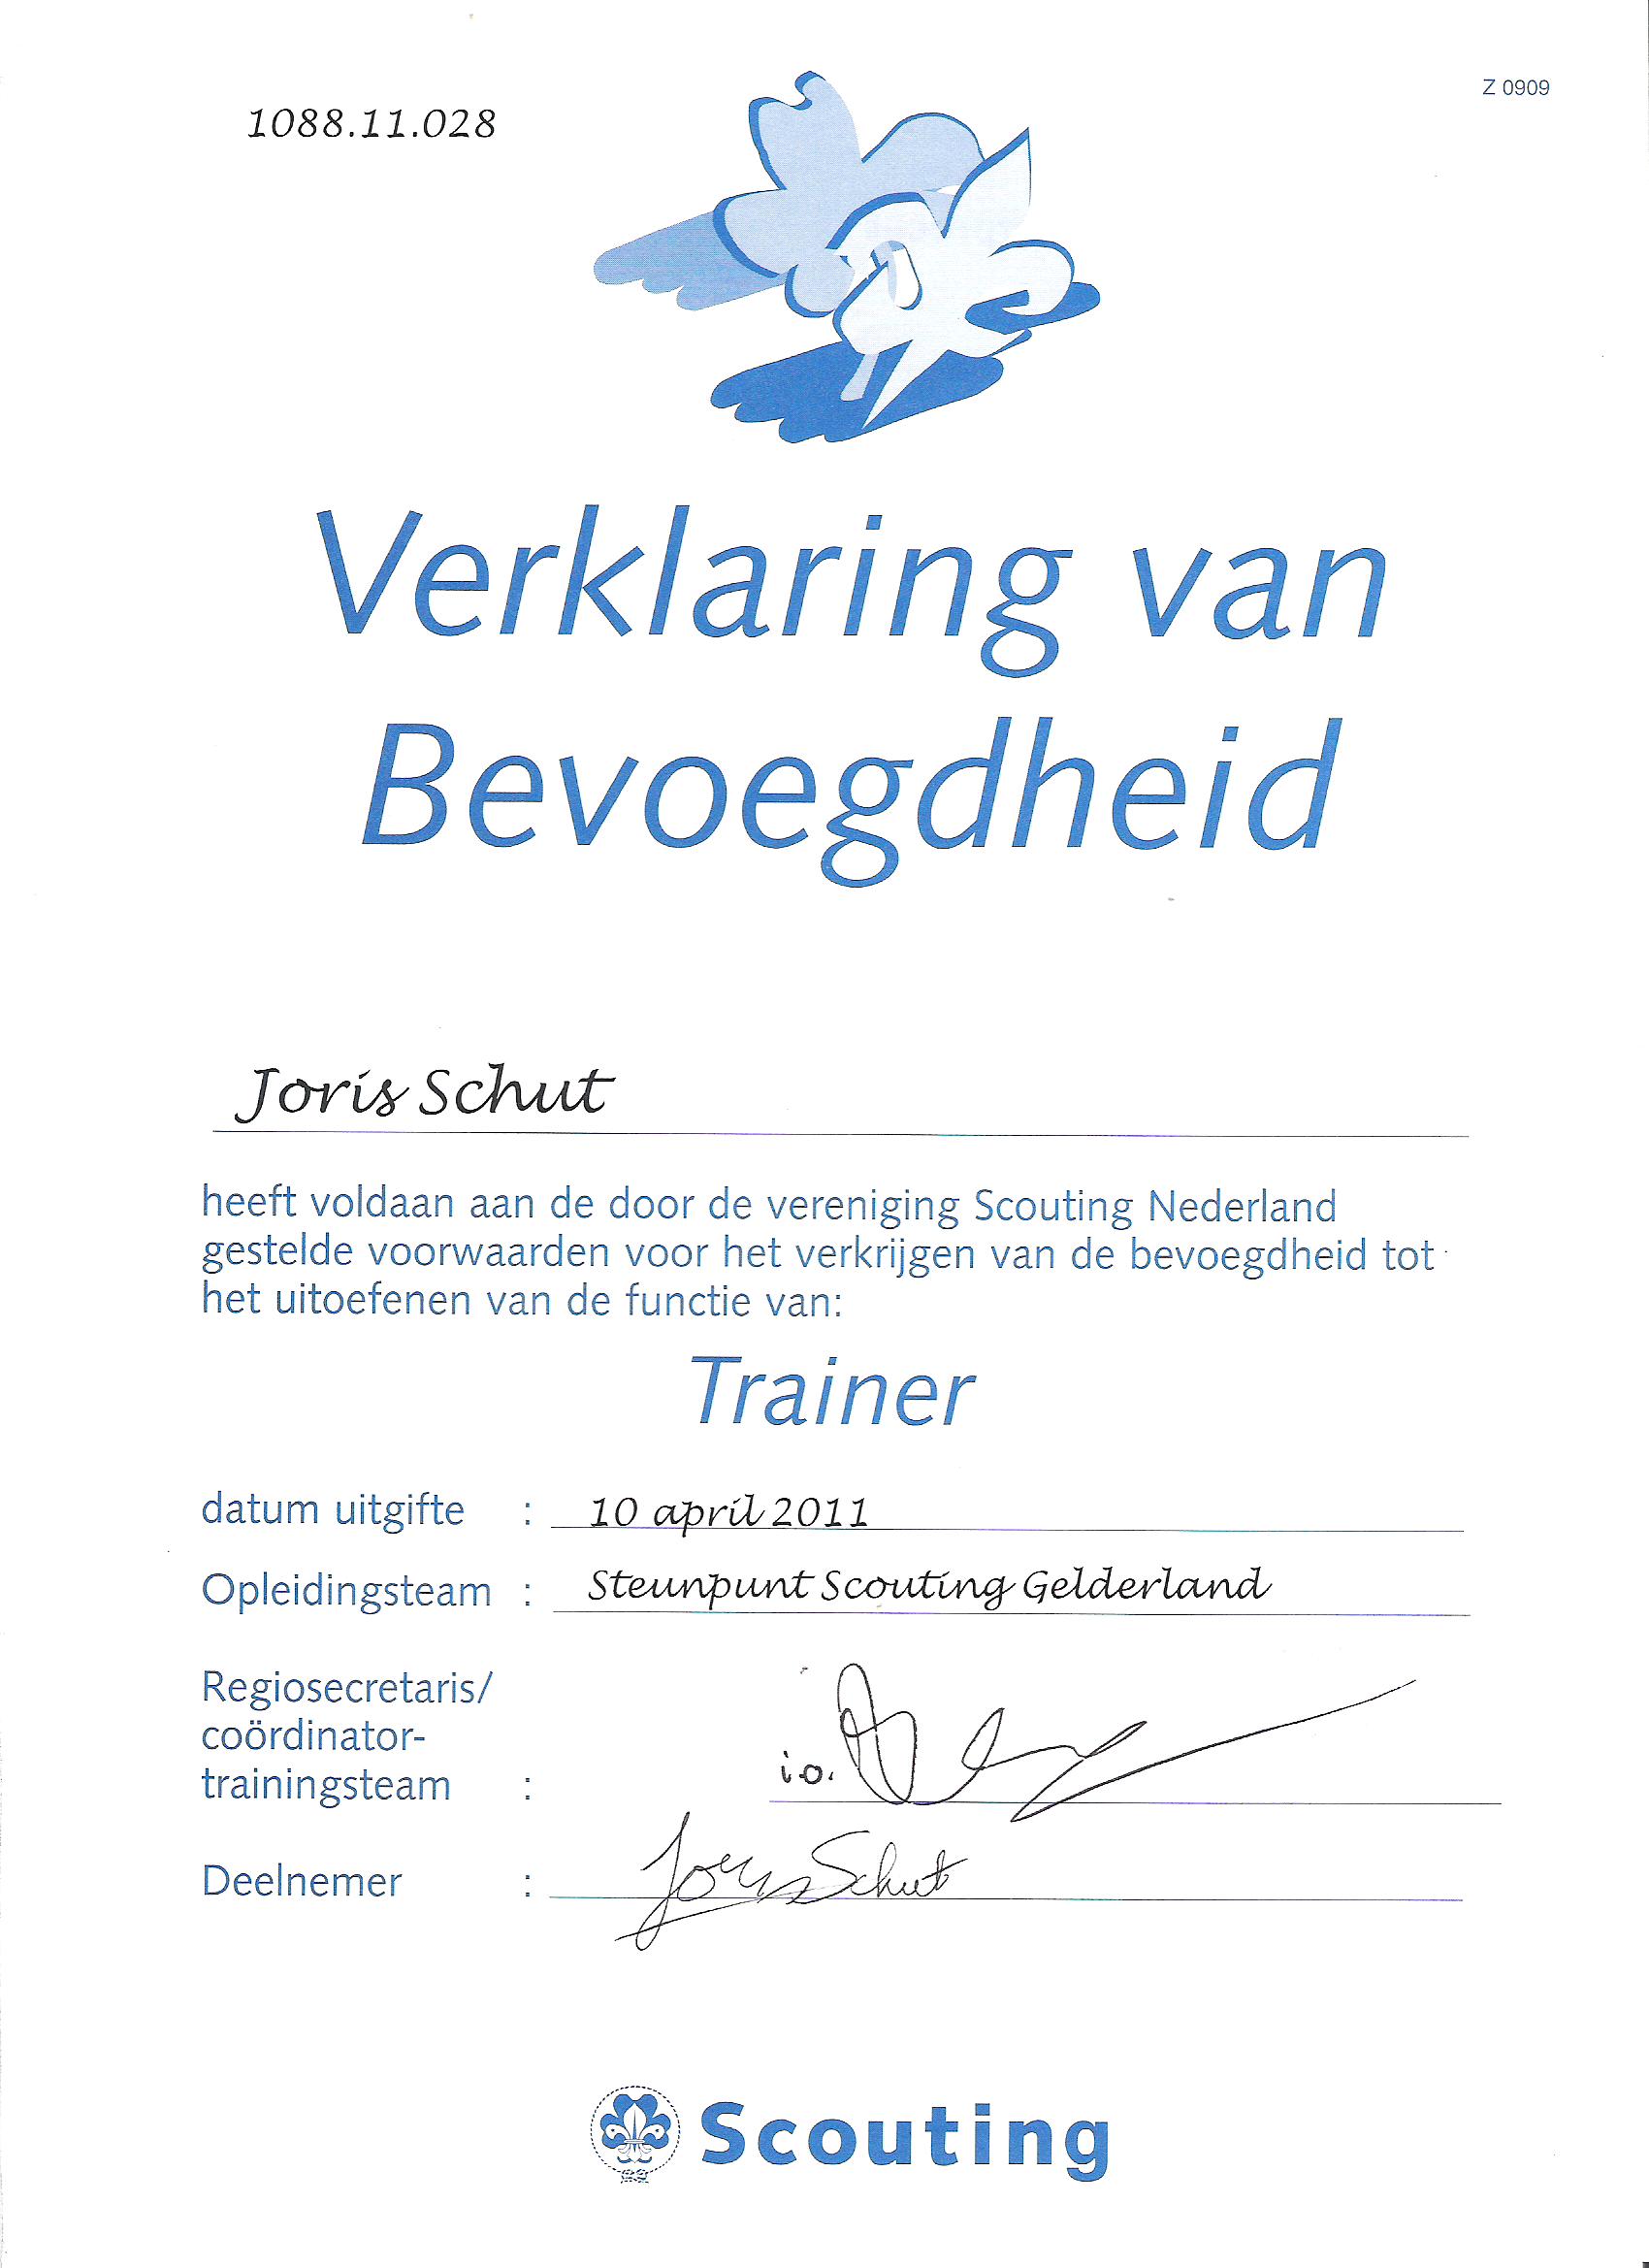 1088.11.028
Z 0909
Verklaring van
Bevoegdheid
Joris Schut
heeft voldaan aan de door de vereniging Scouting Nederland
gestelde voorwaarden voor het verkrijgen van de bevoegdheid tot
het uitoefenen van de functie van:
Trainer
datum uitgifte : 10 april 2011
Opleidingsteam : Steunpunt Scouting Gelderland
Regiosecretaris/
coördinator-
trainingsteam : i.o.
Deelnemer : Joris Schut
Scouting